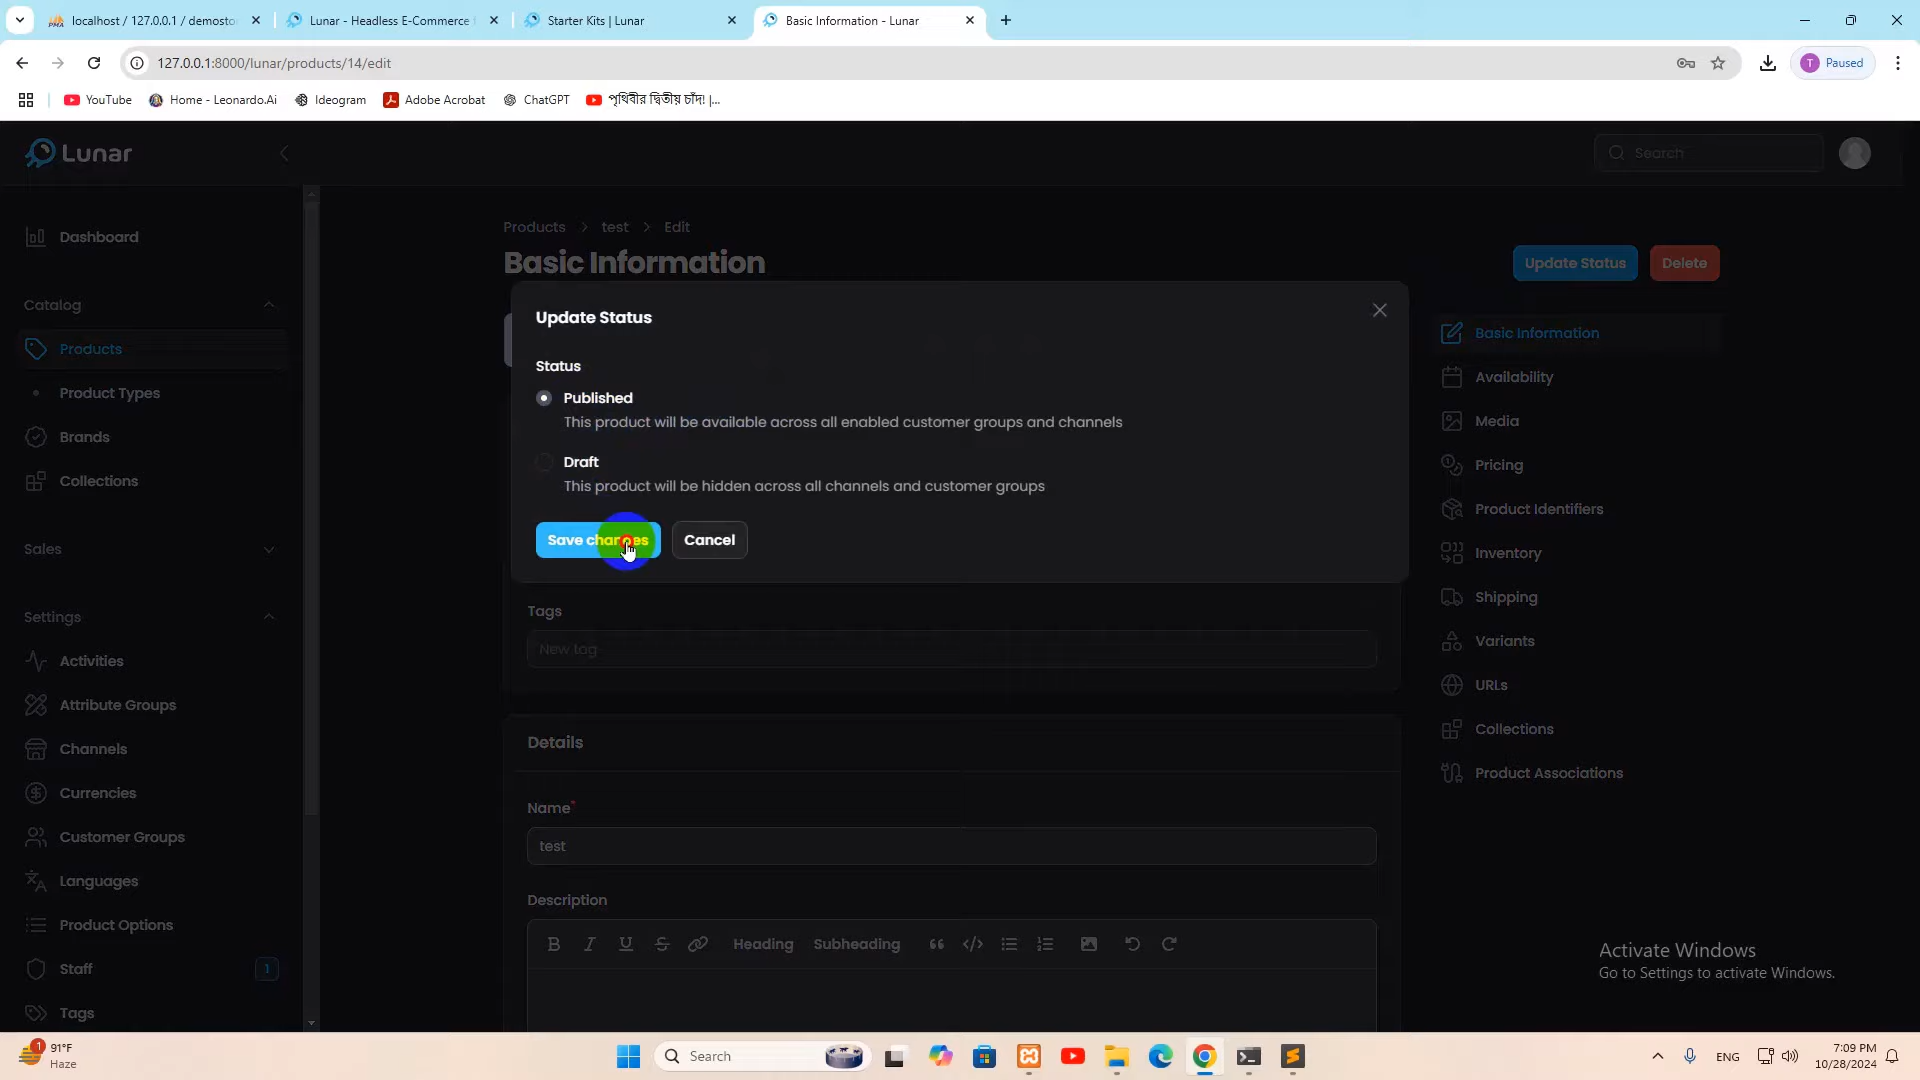 localhost / 127.0.0.1 / demosto
Lunar - Headless E-Commerce
Starter Kits | Lunar
Basic Information - Lunar
127.0.0.1:8000/lunar/products/14/edit
T Paused
YouTube
Home - Leonardo.Ai
Ideogram
Adobe Acrobat
ChatGPT
পৃথিবীর দ্বিতীয় চাঁদ! |...
Lunar
Search
Dashboard
Catalog
Products
Product Types
Brands
Collections
Sales
Settings
Activities
Attribute Groups
Channels
Currencies
Customer Groups
Languages
Product Options
Staff 1
Tags
Products > test > Edit
Basic Information
Update Status Delete
Update Status
Status
Published
This product will be available across all enabled customer groups and channels
Draft
This product will be hidden across all channels and customer groups
Save changes Cancel
Tags
New tag
Details
Name*
test
Description
Heading Subheading
Basic Information
Availability
Media
Pricing
Product Identifiers
Inventory
Shipping
Variants
URLs
Collections
Product Associations
Activate Windows
Go to Settings to activate Windows.
1
91°F
Haze
Search
ENG
7:09 PM
10/28/2024